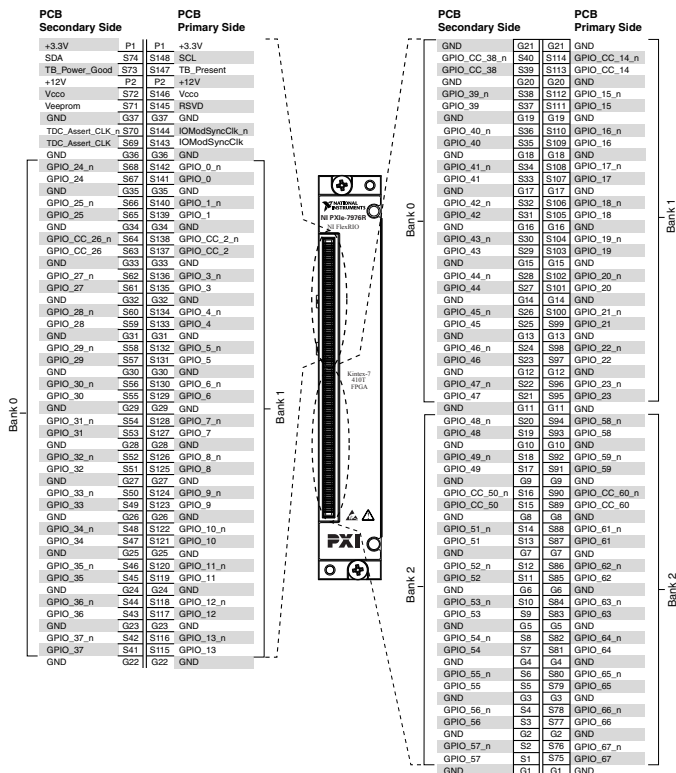 PCB Secondary Side PCB Primary Side
+3.3V P1 P1 +3.3V
SDA S74 S148 SCL
TB_Power_Good S73 S147 TB_Present
+12V P2 P2 +12V
Vcco S72 S146 Vcco
Veeprom S71 S145 RSVD
GND G37 G37 GND
TDC_Assert_CLK_n S70 S144 IOModSyncClk_n
TDC_Assert_CLK S69 S143 IOModSyncClk
GND G36 G36 GND
GPIO_24_n S68 S142 GPIO_0_n
GPIO_24 S67 S141 GPIO_0
GND G35 G35 GND
GPIO_25_n S66 S140 GPIO_1_n
GPIO_25 S65 S139 GPIO_1
GND G34 G34 GND
GPIO_CC_26_n S64 S138 GPIO_CC_2_n
GPIO_CC_26 S63 S137 GPIO_CC_2
GND G33 G33 GND
GPIO_27_n S62 S136 GPIO_3_n
GPIO_27 S61 S135 GPIO_3
GND G32 G32 GND
GPIO_28_n S60 S134 GPIO_4_n
GPIO_28 S59 S133 GPIO_4
GND G31 G31 GND
GPIO_29_n S58 S132 GPIO_5_n
GPIO_29 S57 S131 GPIO_5
GND G30 G30 GND
GPIO_30_n S56 S130 GPIO_6_n
GPIO_30 S55 S129 GPIO_6
GND G29 G29 GND
GPIO_31_n S54 S128 GPIO_7_n
GPIO_31 S53 S127 GPIO_7
GND G28 G28 GND
GPIO_32_n S52 S126 GPIO_8_n
GPIO_32 S51 S125 GPIO_8
GND G27 G27 GND
GPIO_33_n S50 S124 GPIO_9_n
GPIO_33 S49 S123 GPIO_9
GND G26 G26 GND
GPIO_34_n S48 S122 GPIO_10_n
GPIO_34 S47 S121 GPIO_10
GND G25 G25 GND
GPIO_35_n S46 S120 GPIO_11_n
GPIO_35 S45 S119 GPIO_11
GND G24 G24 GND
GPIO_36_n S44 S118 GPIO_12_n
GPIO_36 S43 S117 GPIO_12
GND G23 G23 GND
GPIO_37_n S42 S116 GPIO_13_n
GPIO_37 S41 S115 GPIO_13
GND G22 G22 GND
Bank 0
Bank 1
NATIONAL INSTRUMENTS
NI PXIe-7976R
NI FlexRIO
Kintex-7
410T
FPGA
PXI
PCB Secondary Side PCB Primary Side
GND G21 G21 GND
GPIO_CC_38_n S40 S114 GPIO_CC_14_n
GPIO_CC_38 S39 S113 GPIO_CC_14
GND G20 G20 GND
GPIO_39_n S38 S112 GPIO_15_n
GPIO_39 S37 S111 GPIO_15
GND G19 G19 GND
GPIO_40_n S36 S110 GPIO_16_n
GPIO_40 S35 S109 GPIO_16
GND G18 G18 GND
GPIO_41_n S34 S108 GPIO_17_n
GPIO_41 S33 S107 GPIO_17
GND G17 G17 GND
GPIO_42_n S32 S106 GPIO_18_n
GPIO_42 S31 S105 GPIO_18
GND G16 G16 GND
GPIO_43_n S30 S104 GPIO_19_n
GPIO_43 S29 S103 GPIO_19
GND G15 G15 GND
GPIO_44_n S28 S102 GPIO_20_n
GPIO_44 S27 S101 GPIO_20
GND G14 G14 GND
GPIO_45_n S26 S100 GPIO_21_n
GPIO_45 S25 S99 GPIO_21
GND G13 G13 GND
GPIO_46_n S24 S98 GPIO_22_n
GPIO_46 S23 S97 GPIO_22
GND G12 G12 GND
GPIO_47_n S22 S96 GPIO_23_n
GPIO_47 S21 S95 GPIO_23
GND G11 G11 GND
GPIO_48_n S20 S94 GPIO_58_n
GPIO_48 S19 S93 GPIO_58
GND G10 G10 GND
GPIO_49_n S18 S92 GPIO_59_n
GPIO_49 S17 S91 GPIO_59
GND G9 G9 GND
GPIO_CC_50_n S16 S90 GPIO_CC_60_n
GPIO_CC_50 S15 S89 GPIO_CC_60
GND G8 G8 GND
GPIO_51_n S14 S88 GPIO_61_n
GPIO_51 S13 S87 GPIO_61
GND G7 G7 GND
GPIO_52_n S12 S86 GPIO_62_n
GPIO_52 S11 S85 GPIO_62
GND G6 G6 GND
GPIO_53_n S10 S84 GPIO_63_n
GPIO_53 S9 S83 GPIO_63
GND G5 G5 GND
GPIO_54_n S8 S82 GPIO_64_n
GPIO_54 S7 S81 GPIO_64
GND G4 G4 GND
GPIO_55_n S6 S80 GPIO_65_n
GPIO_55 S5 S79 GPIO_65
GND G3 G3 GND
GPIO_56_n S4 S78 GPIO_66_n
GPIO_56 S3 S77 GPIO_66
GND G2 G2 GND
GPIO_57_n S2 S76 GPIO_67_n
GPIO_57 S1 S75 GPIO_67
GND G1 G1 GND
Bank 0
Bank 1
Bank 2
Bank 2